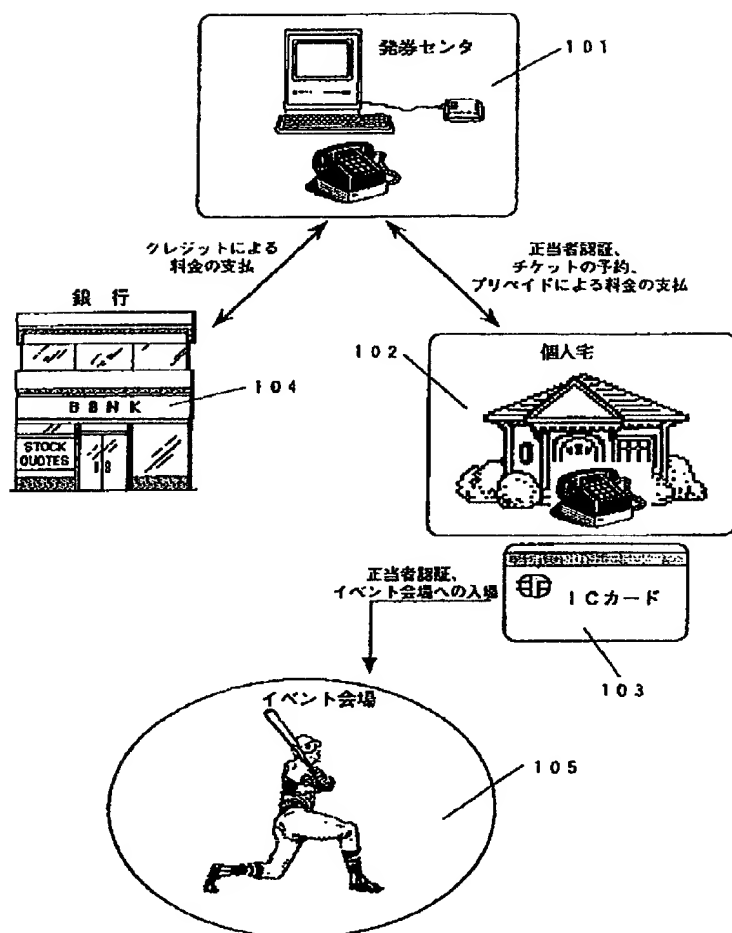 発券センタ
101
クレジットによる
料金の支払
正当者認証、
チケットの予約、
プリペイドによる料金の支払
銀 行
BBNK
STOCK
QUOTES
104
102
個人宅
正当者認証、
イベント会場への入場
ICカード
103
イベント会場
105